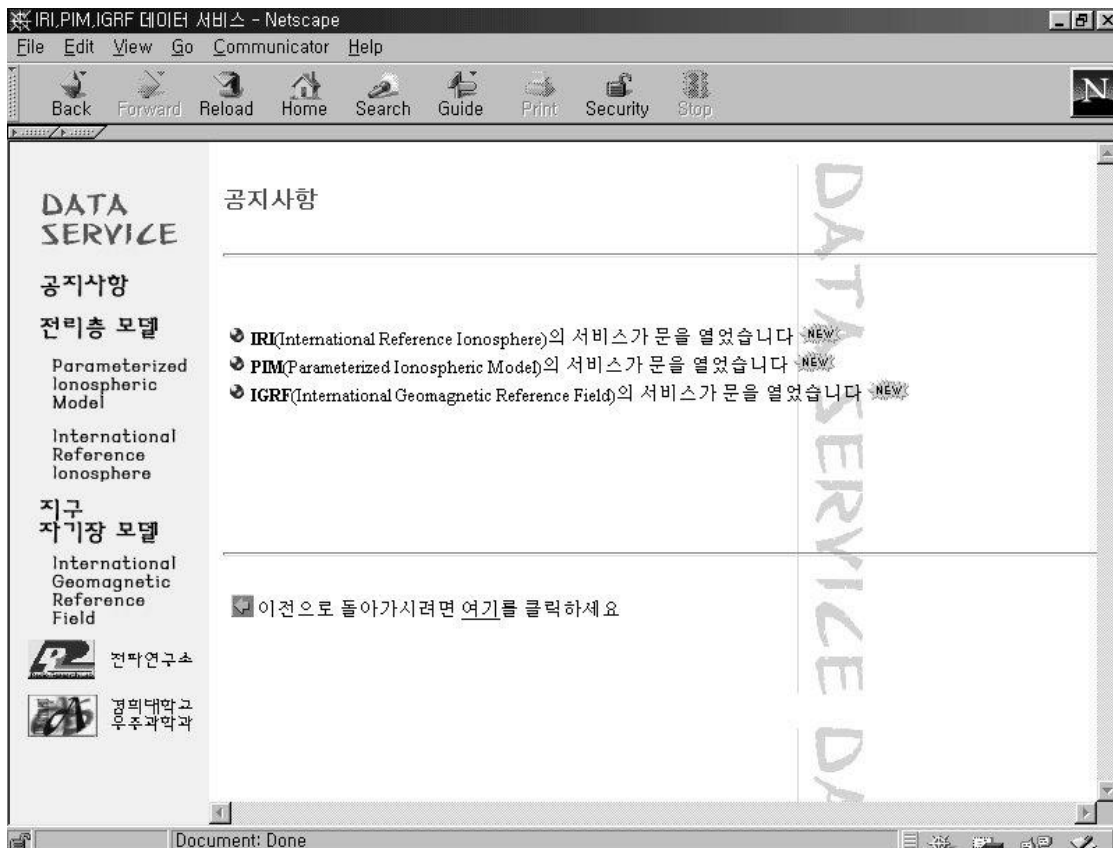 IRI,PIM,IGRF 데이터 서비스 - Netscape
File Edit View Go Communicator Help
Back Forward Reload Home Search Guide Print Security Stop
N
DATA
SERVICE
공지사항
전리층 모델
Parameterized
Ionospheric
Model
International
Reference
Ionosphere
지구
자기장 모델
International
Geomagnetic
Reference
Field
전파연구소
경희대학교
우주과학과
공지사항
IRI(International Reference Ionosphere)의 서비스가 문을 열었습니다 NEW
PIM(Parameterized Ionospheric Model)의 서비스가 문을 열었습니다 NEW
IGRF(International Geomagnetic Reference Field)의 서비스가 문을 열었습니다 NEW
이전으로 돌아가시려면 여기를 클릭하세요
DATA SERVICE DA
Document: Done